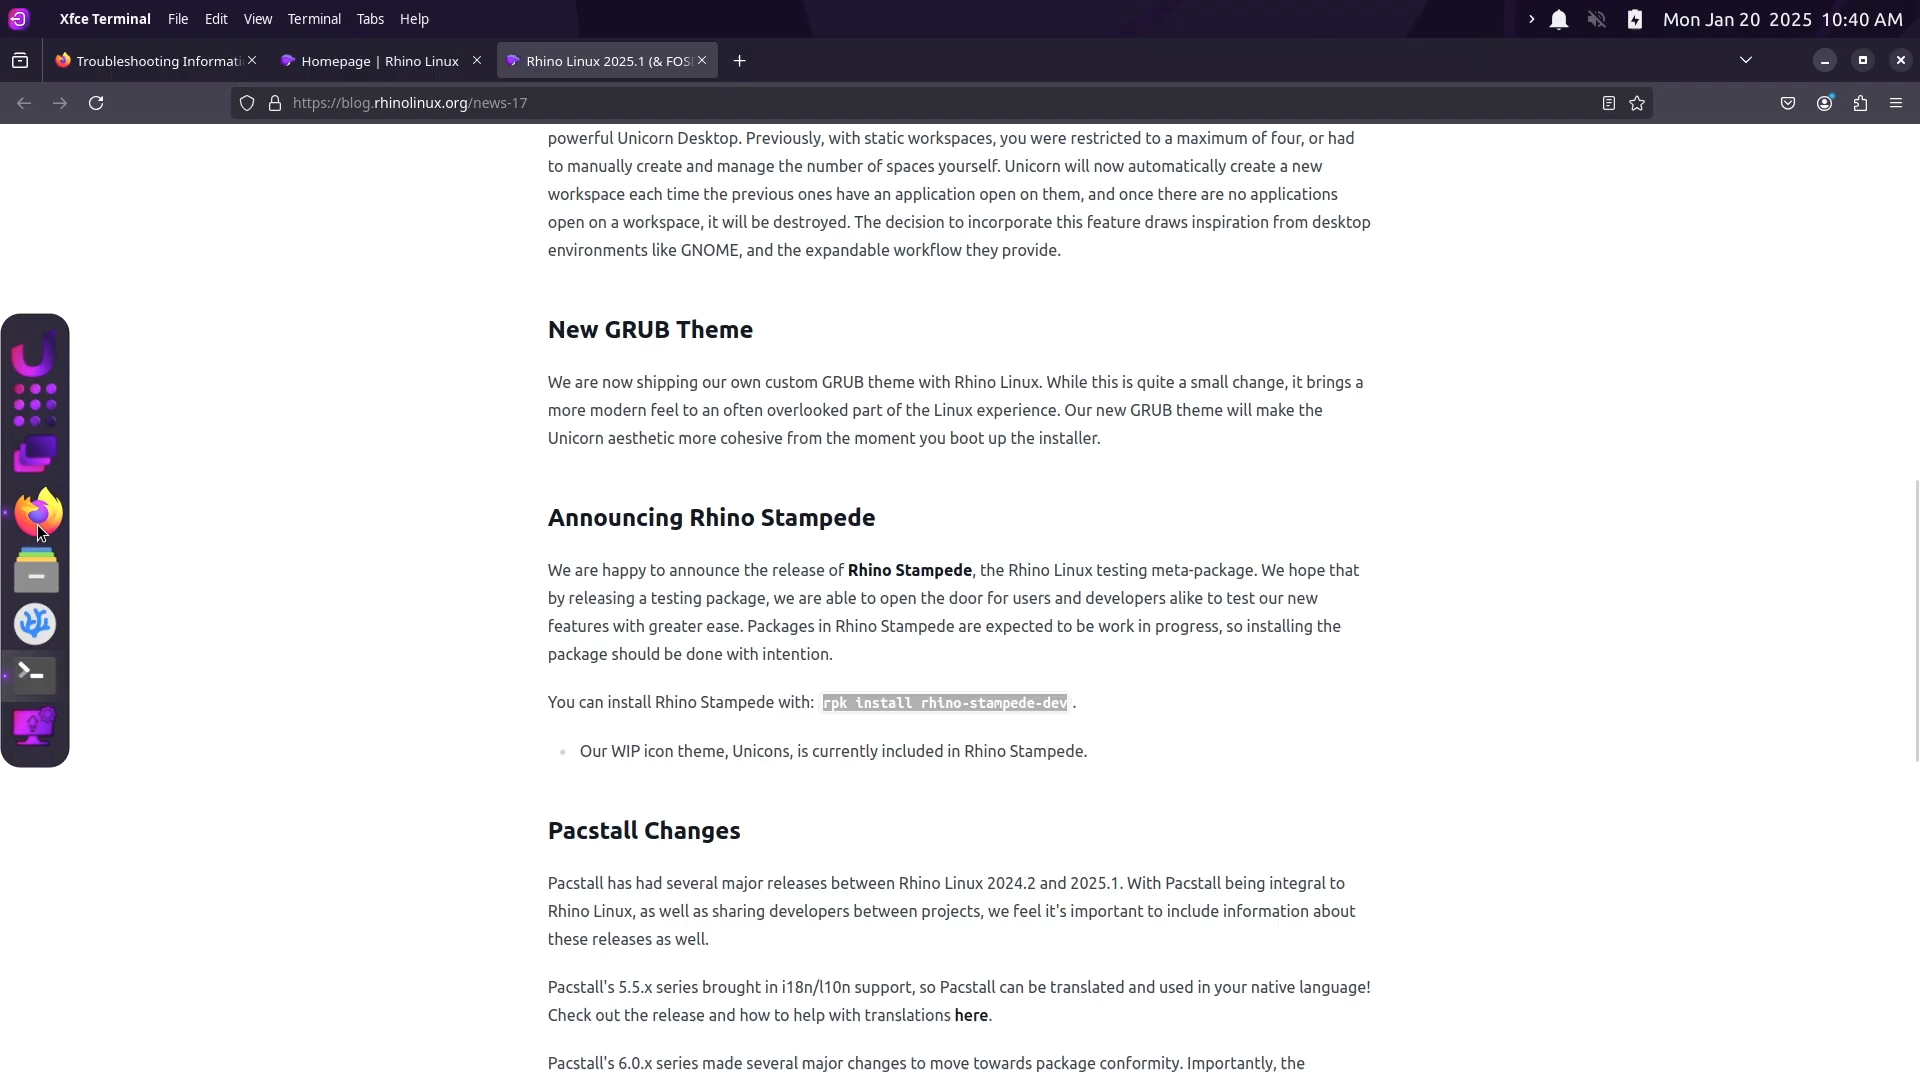 Xfce Terminal File Edit View Terminal Tabs Help
Mon Jan 20 2025 10:40 AM
Troubleshooting Informati
Homepage | Rhino Linux
Rhino Linux 2025.1 (& FOS
https://blog.rhinolinux.org/news-17
powerful Unicorn Desktop. Previously, with static workspaces, you were restricted to a maximum of four, or had
to manually create and manage the number of spaces yourself. Unicorn will now automatically create a new
workspace each time the previous ones have an application open on them, and once there are no applications
open on a workspace, it will be destroyed. The decision to incorporate this feature draws inspiration from desktop
environments like GNOME, and the expandable workflow they provide.
New GRUB Theme
We are now shipping our own custom GRUB theme with Rhino Linux. While this is quite a small change, it brings a
more modern feel to an often overlooked part of the Linux experience. Our new GRUB theme will make the
Unicorn aesthetic more cohesive from the moment you boot up the installer.
Announcing Rhino Stampede
We are happy to announce the release of Rhino Stampede, the Rhino Linux testing meta-package. We hope that
by releasing a testing package, we are able to open the door for users and developers alike to test our new
features with greater ease. Packages in Rhino Stampede are expected to be work in progress, so installing the
package should be done with intention.
You can install Rhino Stampede with: rpk install rhino-stampede-dev .
Our WIP icon theme, Unicons, is currently included in Rhino Stampede.
Pacstall Changes
Pacstall has had several major releases between Rhino Linux 2024.2 and 2025.1. With Pacstall being integral to
Rhino Linux, as well as sharing developers between projects, we feel it's important to include information about
these releases as well.
Pacstall's 5.5.x series brought in i18n/l10n support, so Pacstall can be translated and used in your native language!
Check out the release and how to help with translations here.
Pacstall's 6.0.x series made several major changes to move towards package conformity. Importantly, the